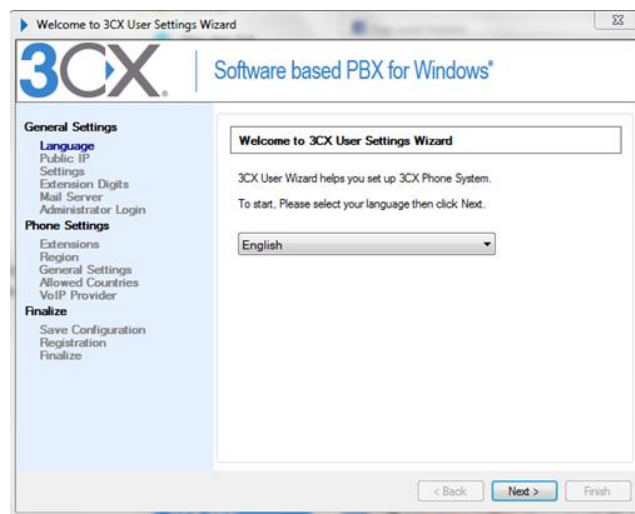 Welcome to 3CX User Settings Wizard
3CX.
Software based PBX for Windows*
General Settings
Language
Public IP
Settings
Extension Digits
Mail Server
Administrator Login
Phone Settings
Extensions
Region
General Settings
Allowed Countries
VoIP Provider
Finalize
Save Configuration
Registration
Finalize
Welcome to 3CX User Settings Wizard
3CX User Wizard helps you set up 3CX Phone System.
To start, Please select your language then click Next.
English
< Back
Next >
Finish